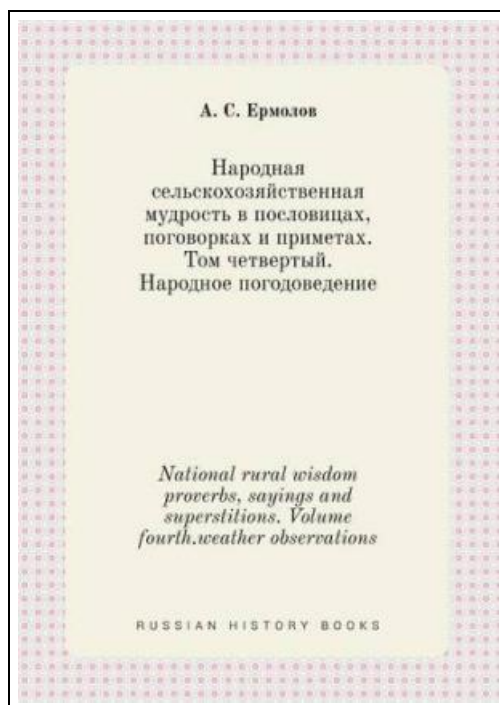 А. С. Ермолов
Народная
сельскохозяйственная
мудрость в пословицах,
поговорках и приметах.
Том четвертый.
Народное погодоведение
National rural wisdom
proverbs, sayings and
superstitions. Volume
fourth.weather observations
RUSSIAN HISTORY BOOKS